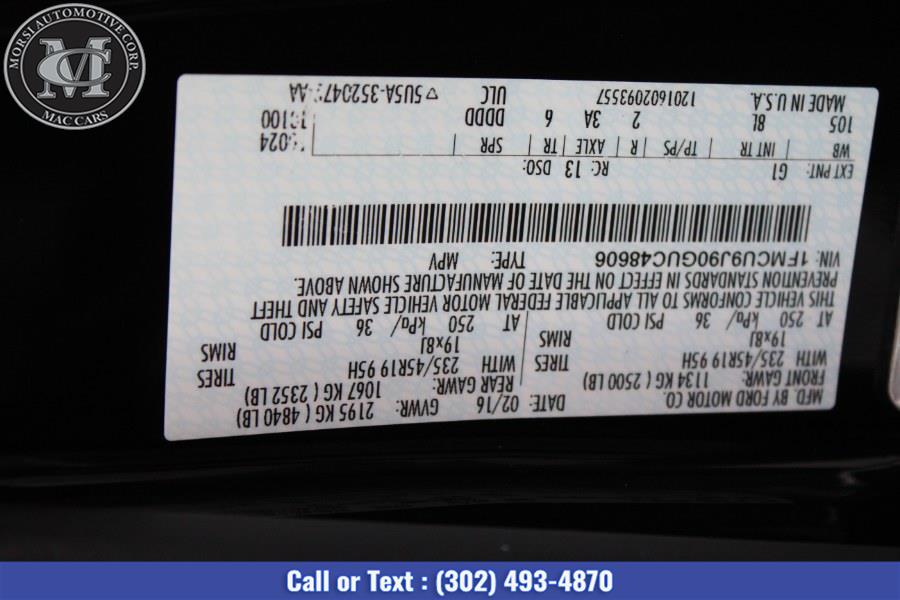 MORSI AUTOMOTIVE CORP.
MC
MAC CARS
MFD. BY FORD MOTOR CO.
DATE: 02/16 GVWR: 2195 KG ( 4840 LB)
FRONT GAWR: 1134 KG ( 2500 LB) REAR GAWR: 1067 KG ( 2352 LB)
WITH 235/45R19 95H TIRES WITH 235/45R19 95H TIRES
19x8J RIMS 19x8J RIMS
AT 250 kPa/ 36 PSI COLD AT 250 kPa/ 36 PSI COLD
THIS VEHICLE CONFORMS TO ALL APPLICABLE FEDERAL MOTOR VEHICLE SAFETY AND THEFT
PREVENTION STANDARDS IN EFFECT ON THE DATE OF MANUFACTURE SHOWN ABOVE.
VIN: 1FMCU9J90GUC48606 TYPE: MPV
EXT PNT: G1 RC: 13 DSO:
WB INT TR TP/PS R AXLE TR SPR
105 8L 2 3A 6 DDDD
MADE IN U.S.A. 1201602093557 ULC
Call or Text : (302) 493-4870